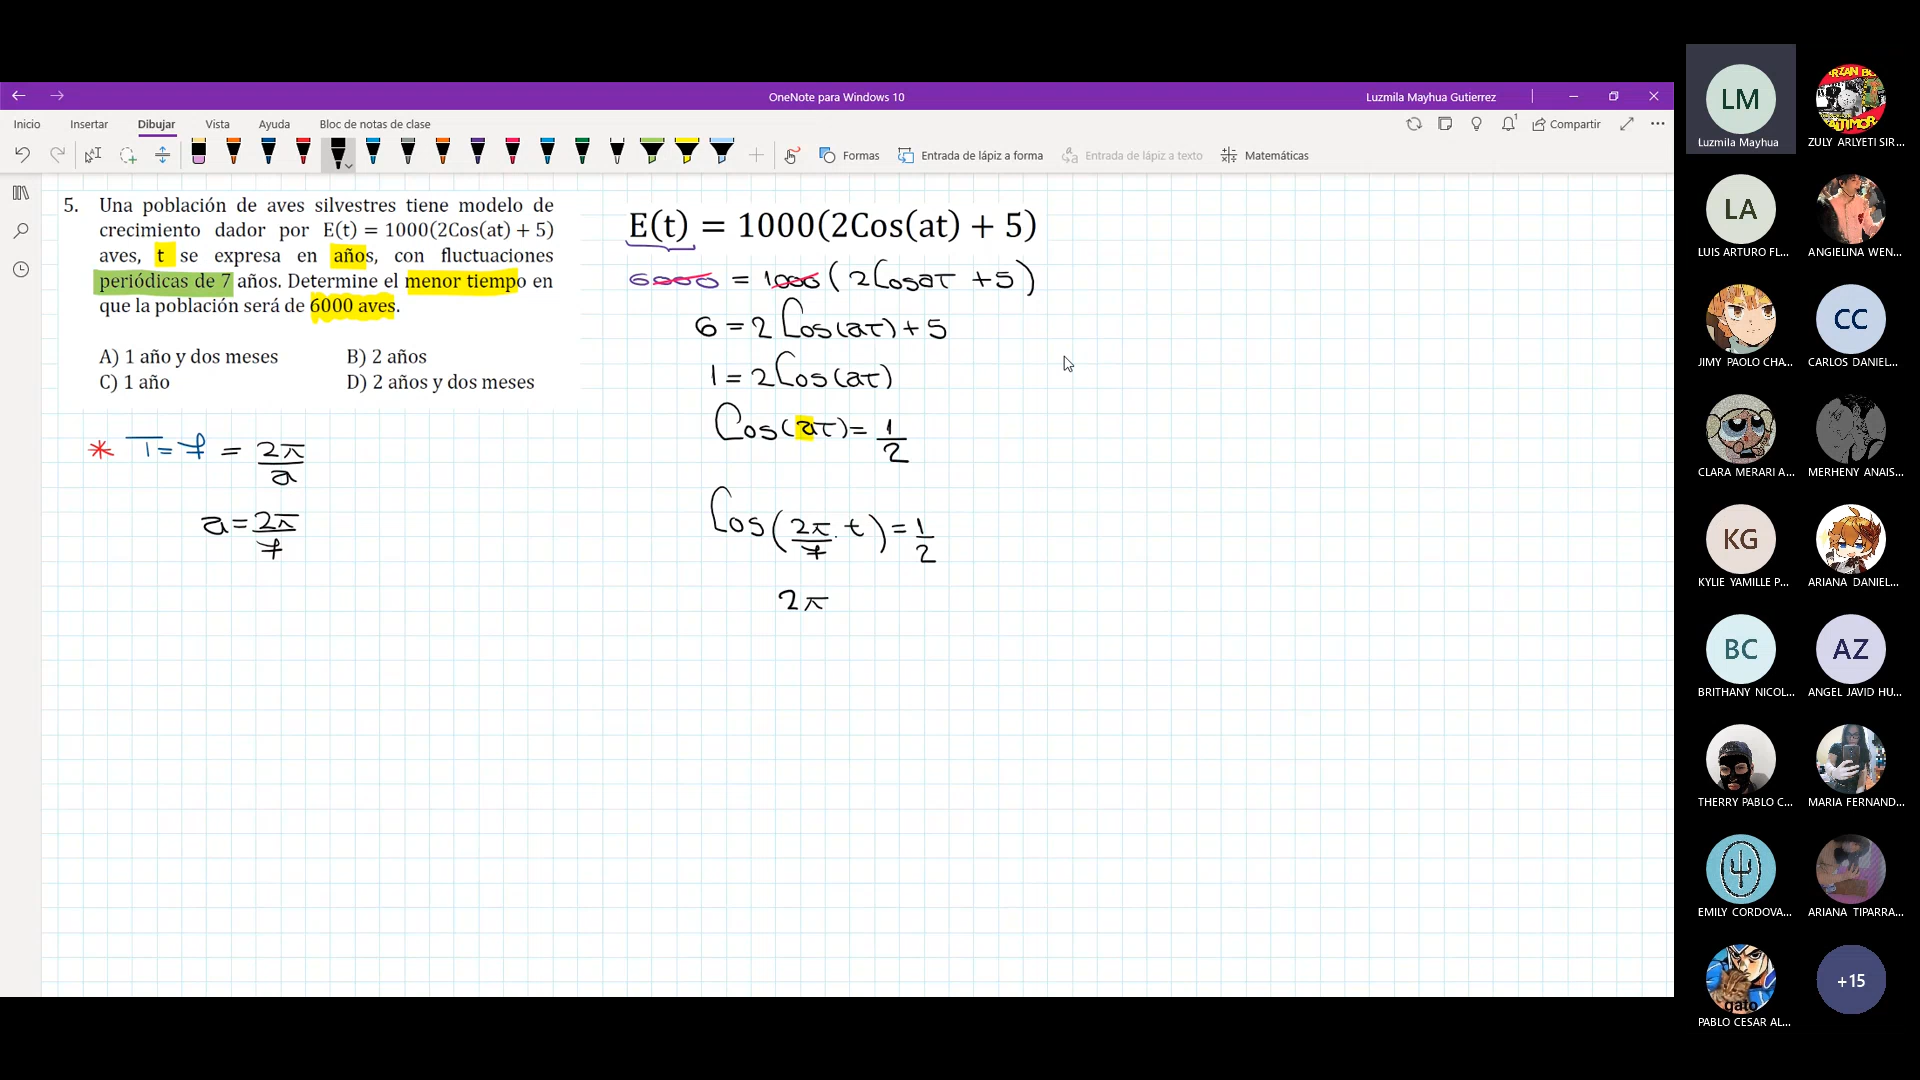 OneNote para Windows 10
Luzmila Mayhua Gutierrez
Inicio Insertar Dibujar Vista Ayuda Bloc de notas de clase
Compartir
Formas Entrada de lápiz a forma Entrada de lápiz a texto Matemáticas
5. Una población de aves silvestres tiene modelo de
crecimiento dador por E(t) = 1000(2Cos(at) + 5)
aves, t se expresa en años, con fluctuaciones
periódicas de 7 años. Determine el menor tiempo en
que la población será de 6000 aves.
A) 1 año y dos meses B) 2 años
C) 1 año D) 2 años y dos meses
* T = 7 = 2π/a
a = 2π/7
E(t) = 1000(2Cos(at) + 5)
6000 = 1000 (2Cosat + 5)
6 = 2 Cos(at) + 5
1 = 2 Cos(at)
Cos(at) = 1/2
Cos(2π/7 . t) = 1/2
2π
LM
Luzmila Mayhua
ZULY ARLYETI SIR...
LA
LUIS ARTURO FL...
ANGIELINA WEN...
JIMY PAOLO CHA...
CC
CARLOS DANIEL...
CLARA MERARI A...
MERHENY ANAIS...
KG
KYLIE YAMILLE P...
ARIANA DANIEL...
BC
BRITHANY NICOL...
AZ
ANGEL JAVID HU...
THERRY PABLO C...
MARIA FERNAND...
EMILY CORDOVA...
ARIANA TIPARRA...
gato
PABLO CESAR AL...
+15